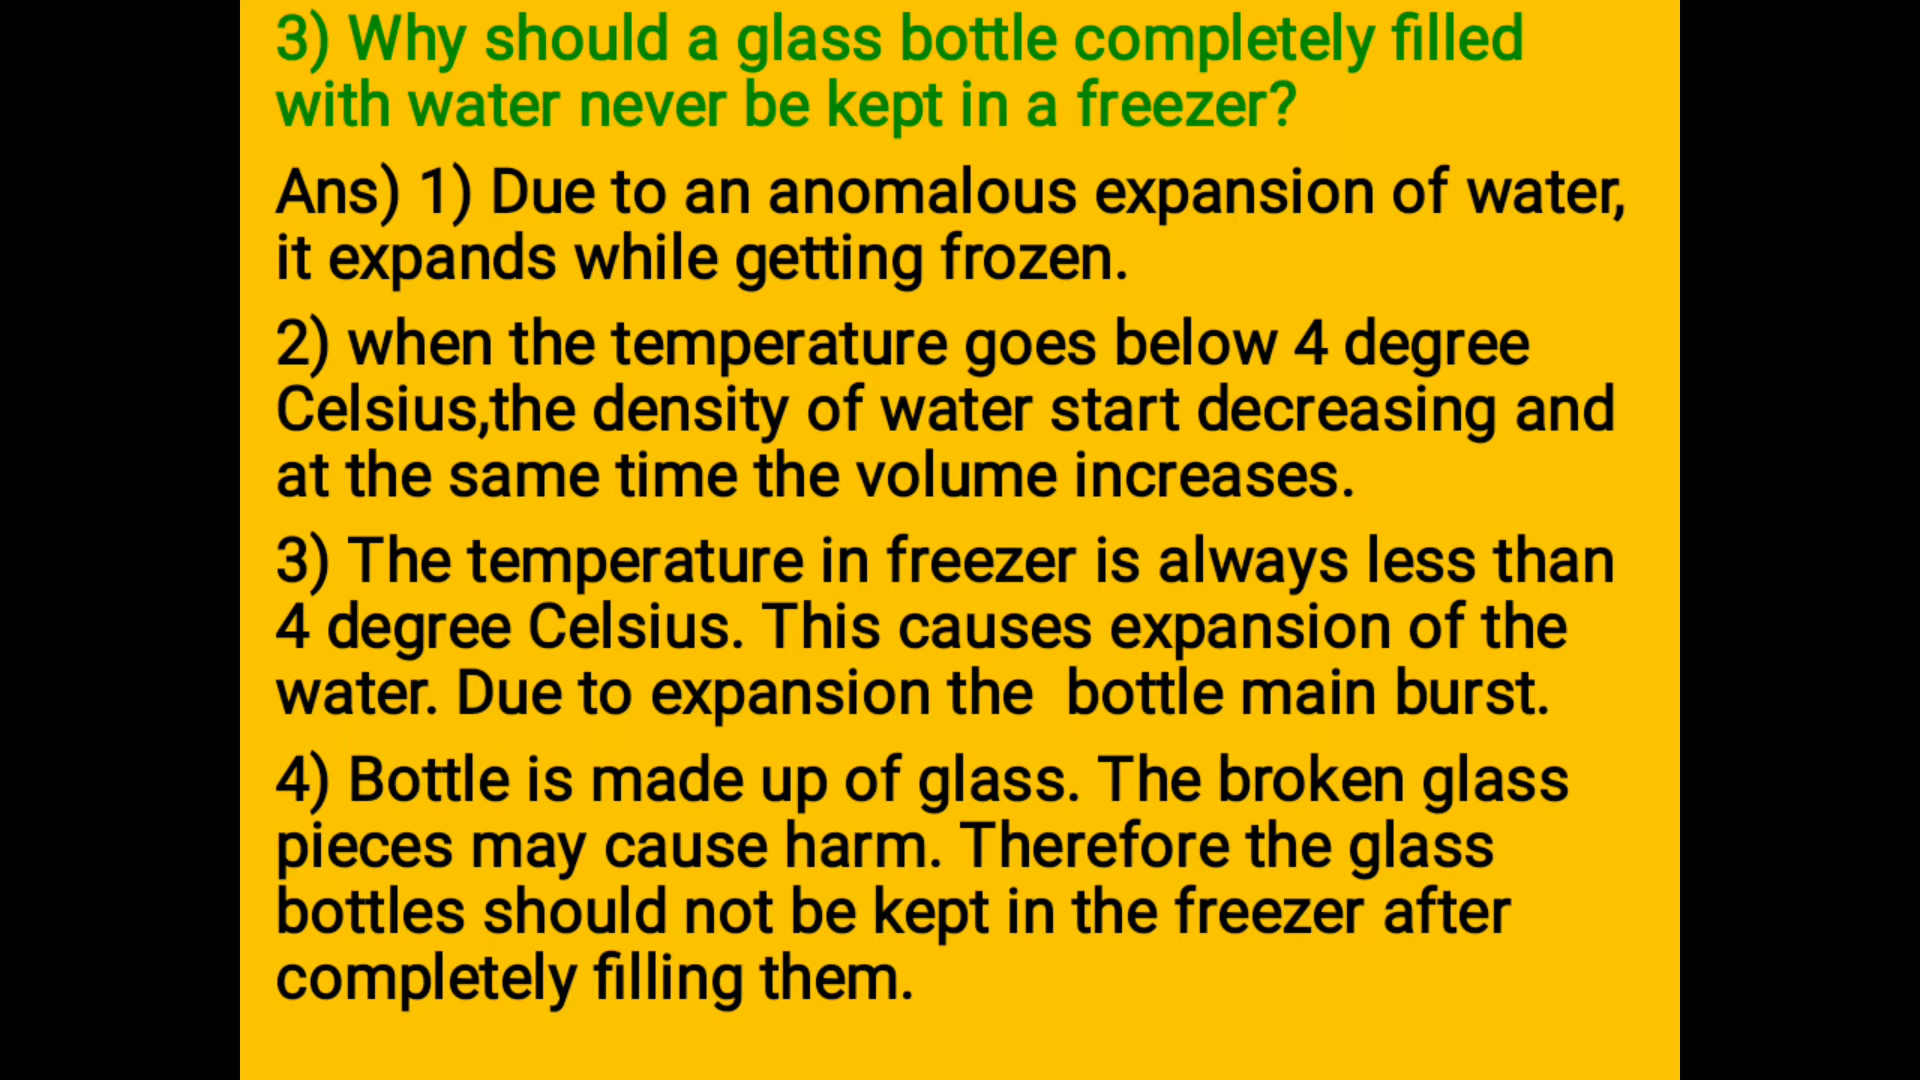 3) Why should a glass bottle completely filled
with water never be kept in a freezer?
Ans) 1) Due to an anomalous expansion of water,
it expands while getting frozen.
2) when the temperature goes below 4 degree
Celsius,the density of water start decreasing and
at the same time the volume increases.
3) The temperature in freezer is always less than
4 degree Celsius. This causes expansion of the
water. Due to expansion the  bottle main burst.
4) Bottle is made up of glass. The broken glass
pieces may cause harm. Therefore the glass
bottles should not be kept in the freezer after
completely filling them.